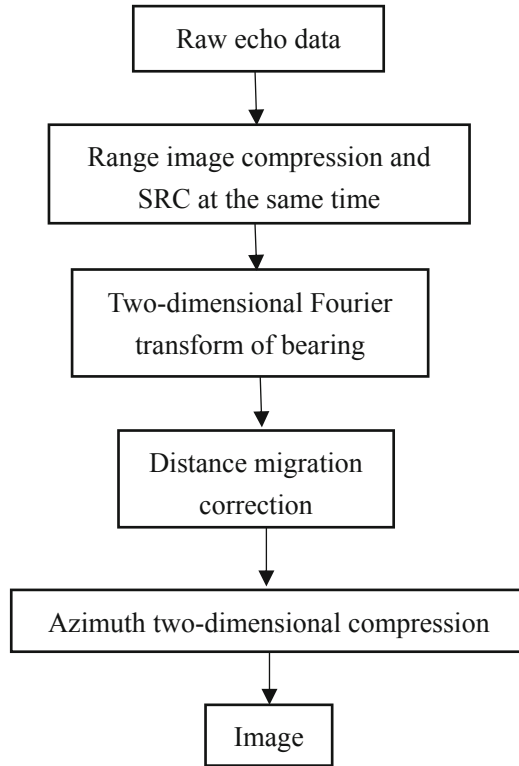 Raw echo data
Range image compression and
SRC at the same time
Two-dimensional Fourier
transform of bearing
Distance migration
correction
Azimuth two-dimensional compression
Image